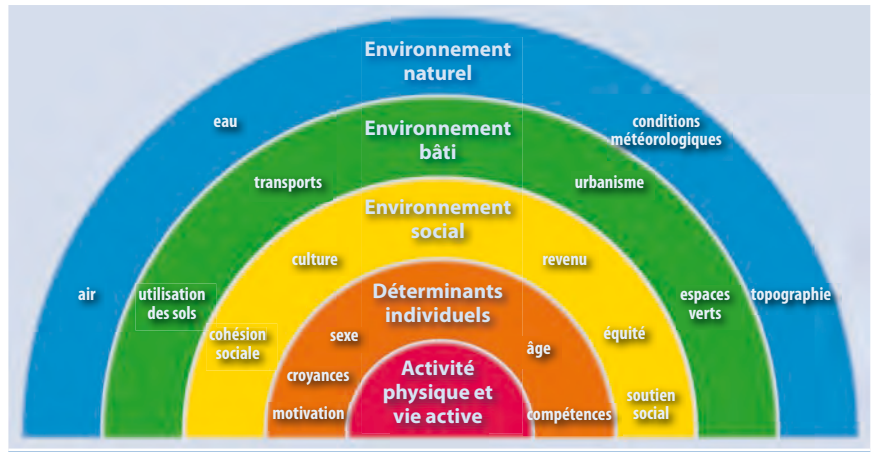 Environnement
naturel
eau
conditions
météorologiques
air
topographie
Environnement
bâti
transports
urbanisme
utilisation
des sols
espaces
verts
Environnement
social
culture
revenu
cohésion
sociale
équité
soutien
social
Déterminants
individuels
sexe
âge
croyances
motivation
compétences
Activité
physique et
vie active